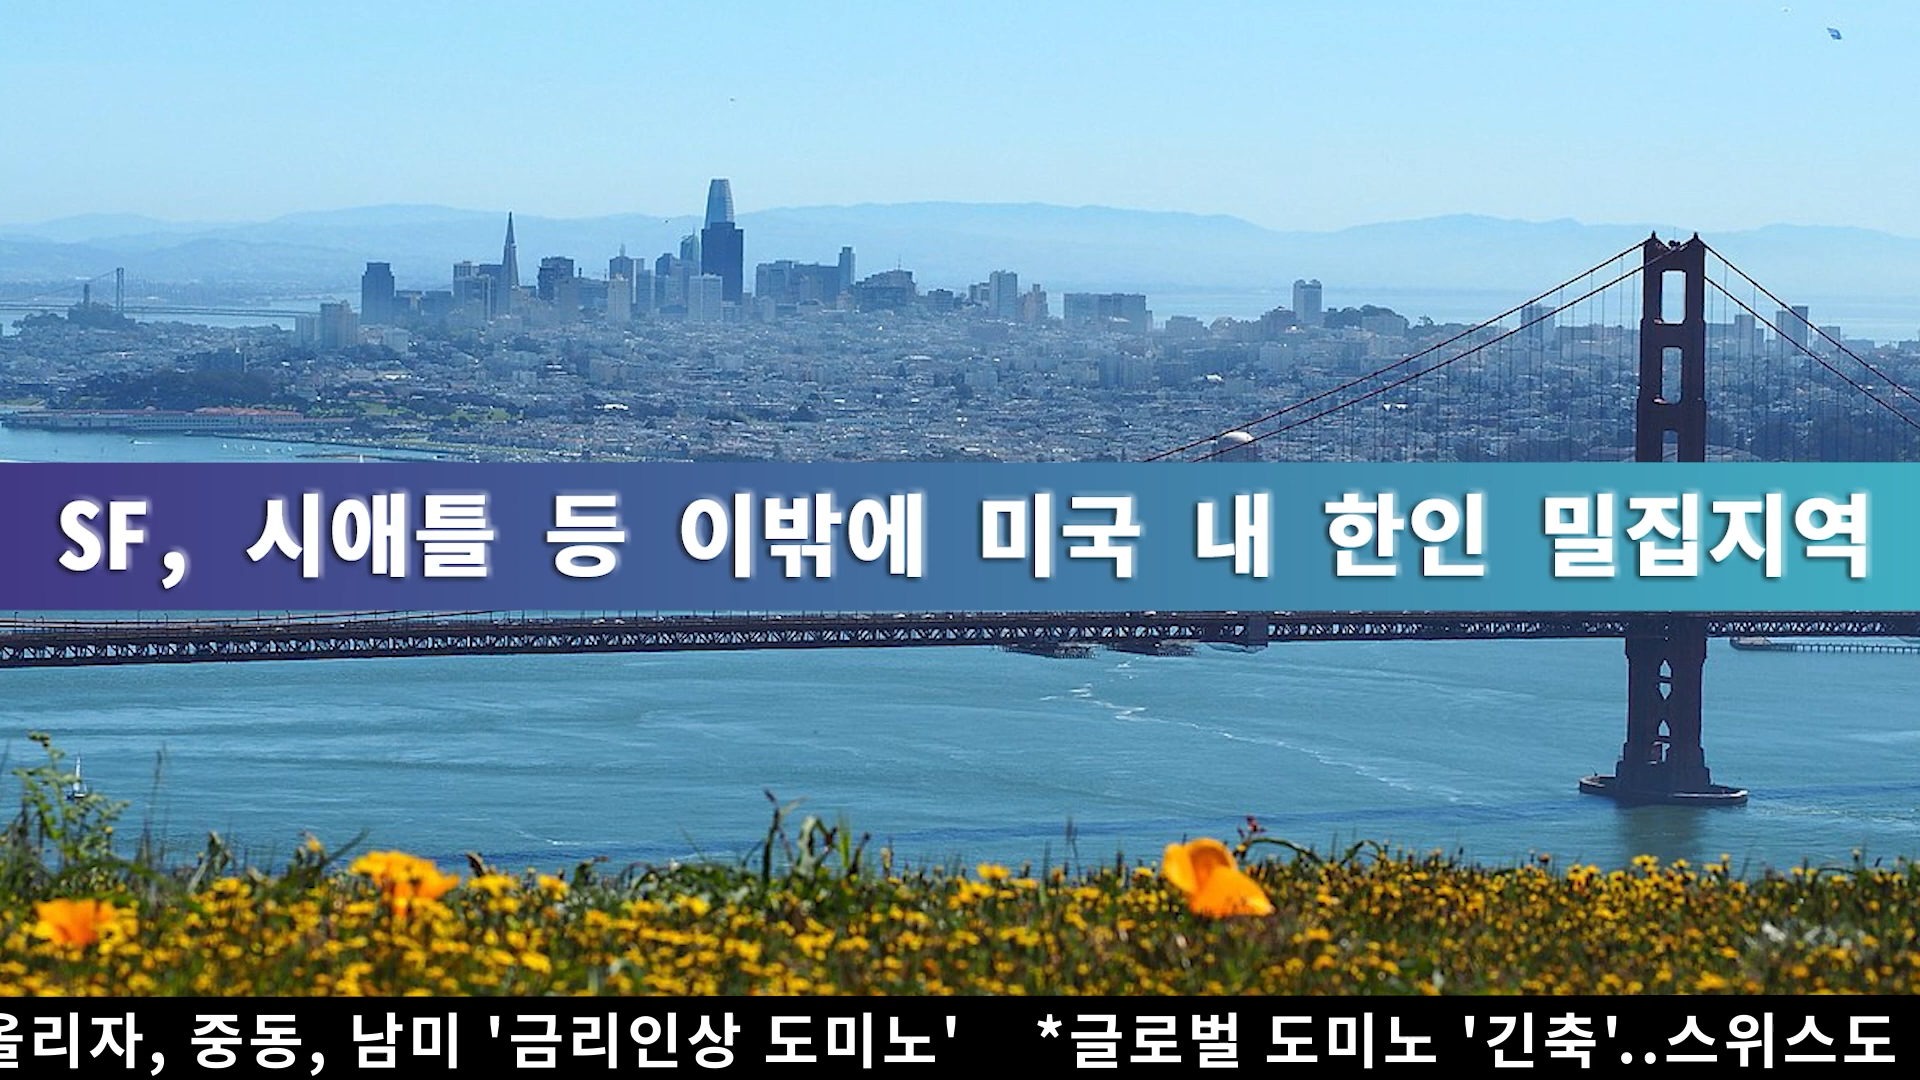 SF, 시애틀 등 이밖에 미국 내 한인 밀집지역
올리자, 중동, 남미 '금리인상 도미노' *글로벌 도미노 '긴축'..스위스도